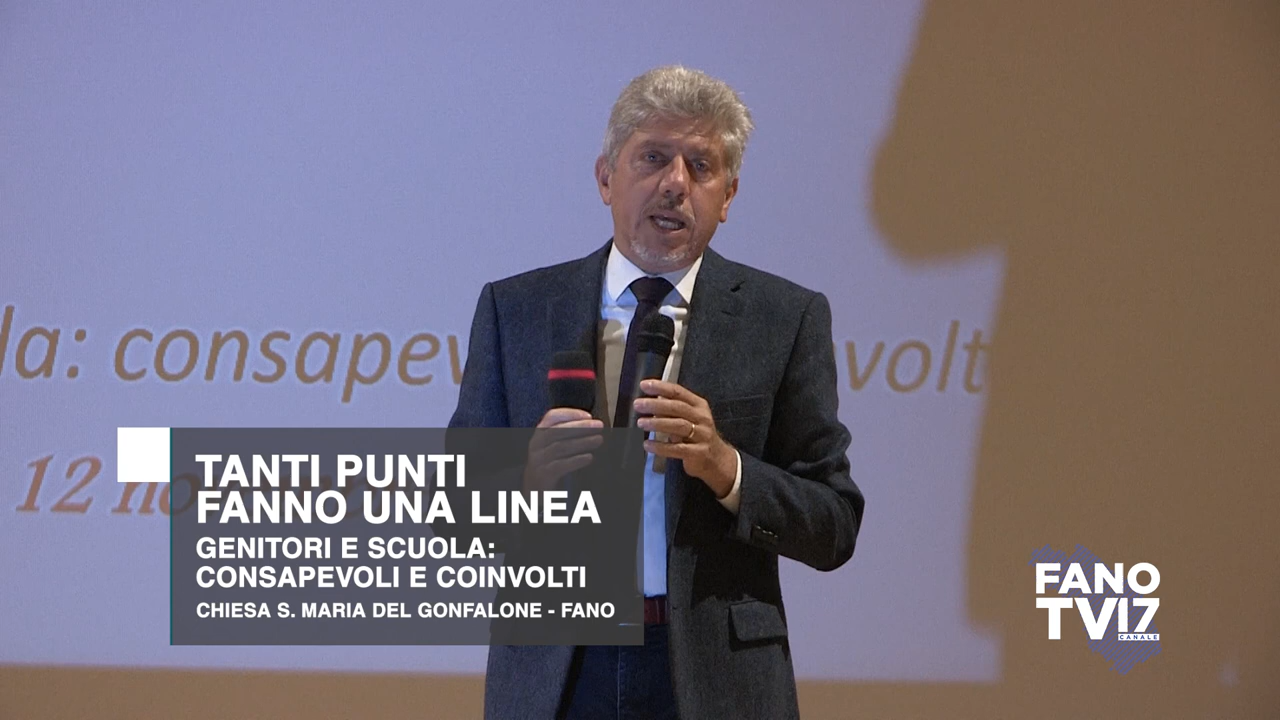 la: consapev
volt
12 no
TANTI PUNTI
FANNO UNA LINEA
GENITORI E SCUOLA:
CONSAPEVOLI E COINVOLTI
CHIESA S. MARIA DEL GONFALONE - FANO
FANO
TV17
CANALE